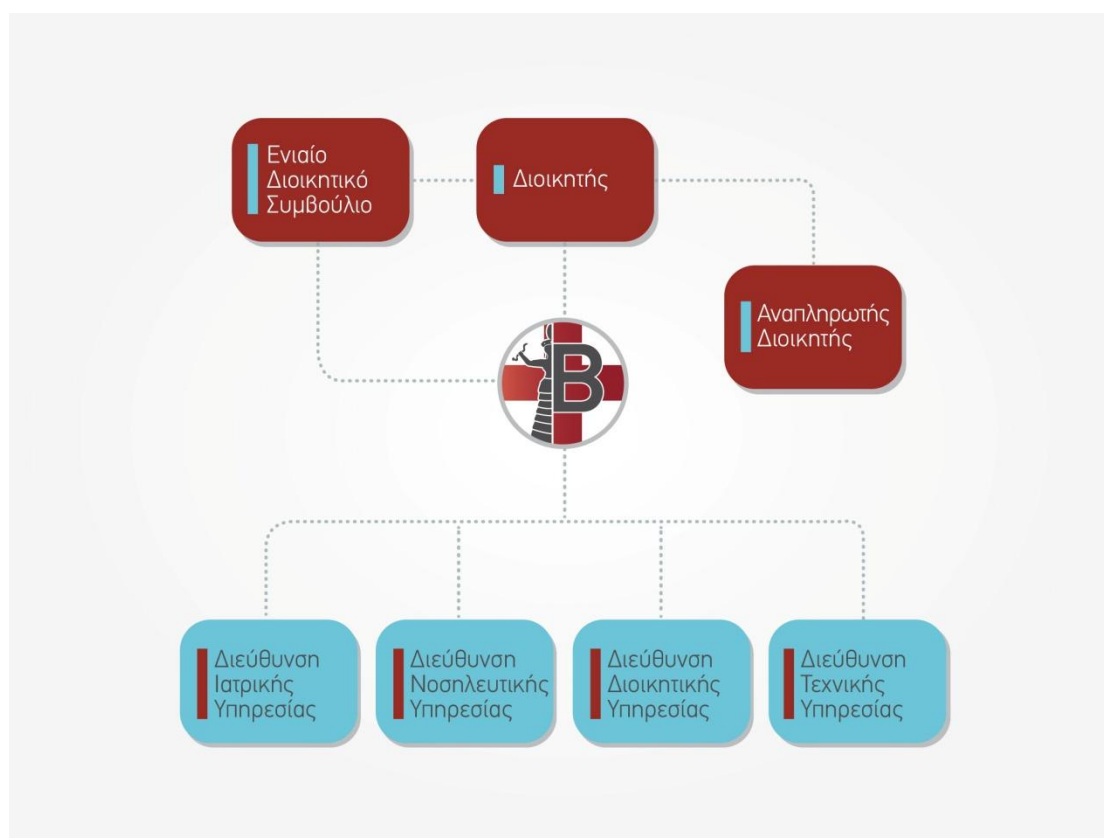 Ενιαίο
Διοικητικό
Συμβούλιο
Διοικητής
Αναπληρωτής
Διοικητής
B
Διεύθυνση
Ιατρικής
Υπηρεσίας
Διεύθυνση
Νοσηλευτικής
Υπηρεσίας
Διεύθυνση
Διοικητικής
Υπηρεσίας
Διεύθυνση
Τεχνικής
Υπηρεσίας